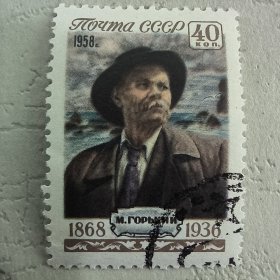 Почта СССР
1958г.
40
коп.
М. ГОРЬКИЙ
1868 1936